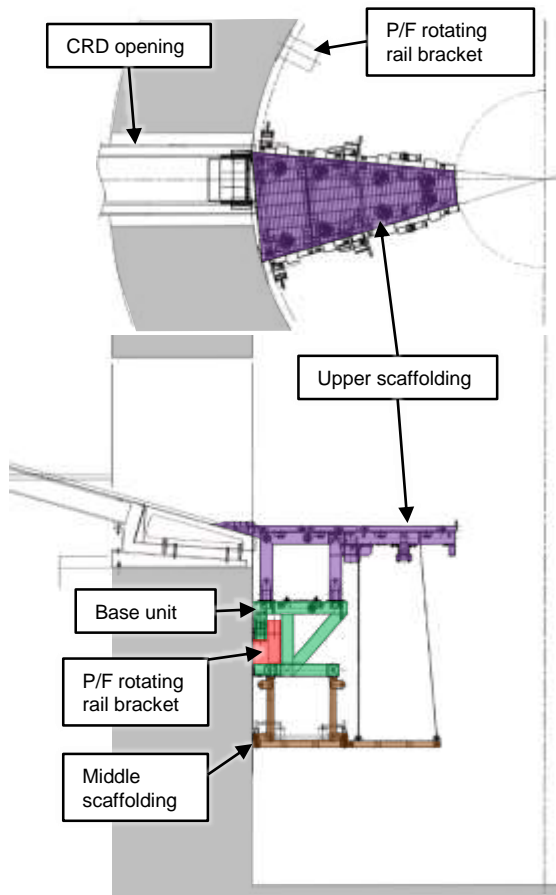 CRD opening
P/F rotating
rail bracket
Upper scaffolding
Base unit
P/F rotating
rail bracket
Middle
scaffolding